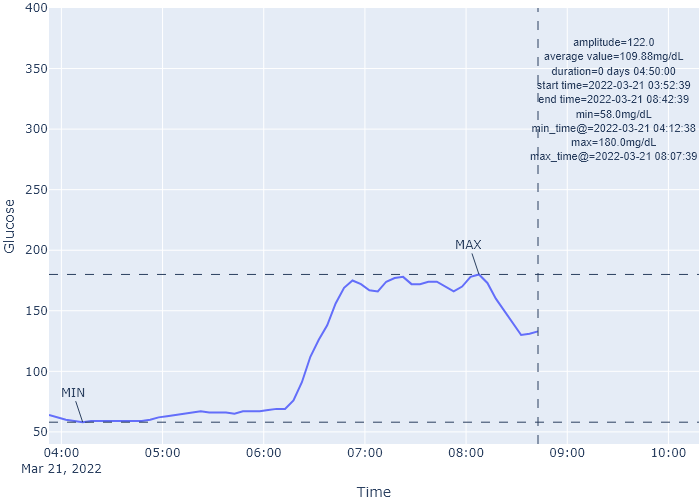 400
350
300
250
200
150
100
50
Glucose
amplitude=122.0
average value=109.88mg/dL
duration=0 days 04:50:00
start time=2022-03-21 03:52:39
end time=2022-03-21 08:42:39
min=58.0mg/dL
min_time@=2022-03-21 04:12:38
max=180.0mg/dL
max_time@=2022-03-21 08:07:39
MAX
MIN
04:00 05:00 06:00 07:00 08:00 09:00 10:00
Mar 21, 2022
Time